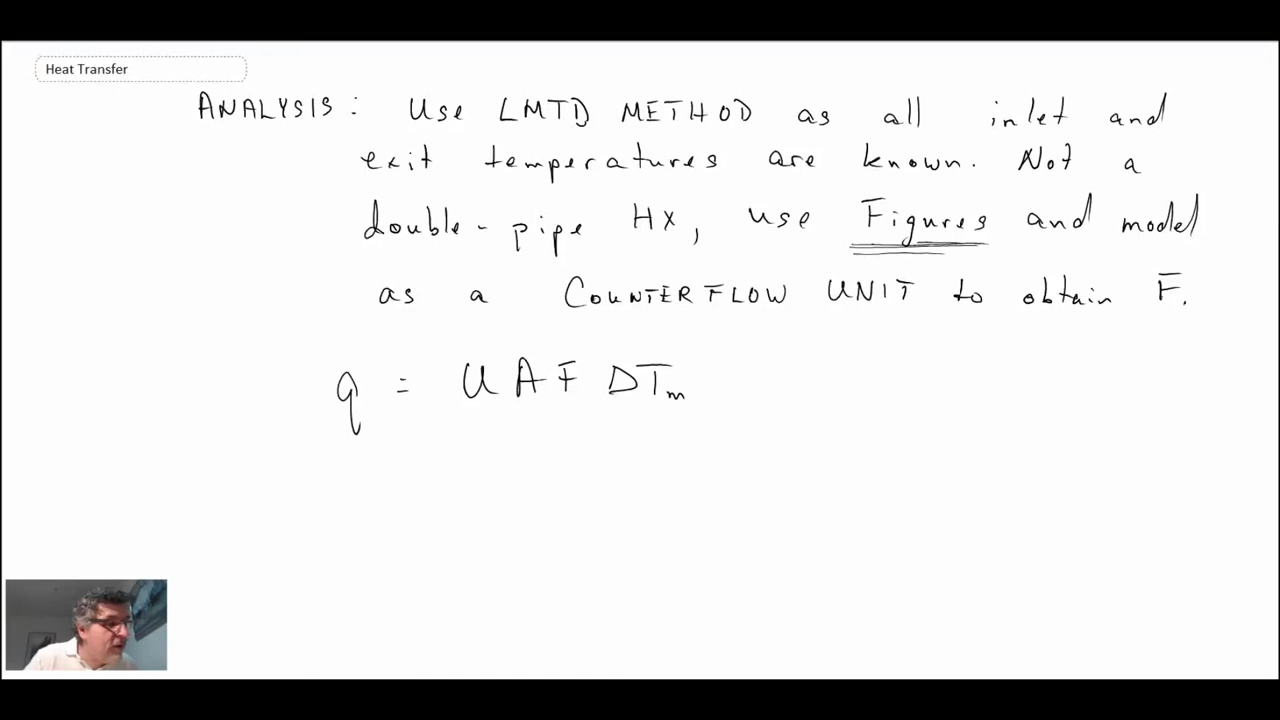 Heat Transfer
ANALYSIS: Use LMTD METHOD as all inlet and
exit temperatures are known. Not a
double-pipe HX, use Figures and model
as a COUNTERFLOW UNIT to obtain F.
q = UAF DTm